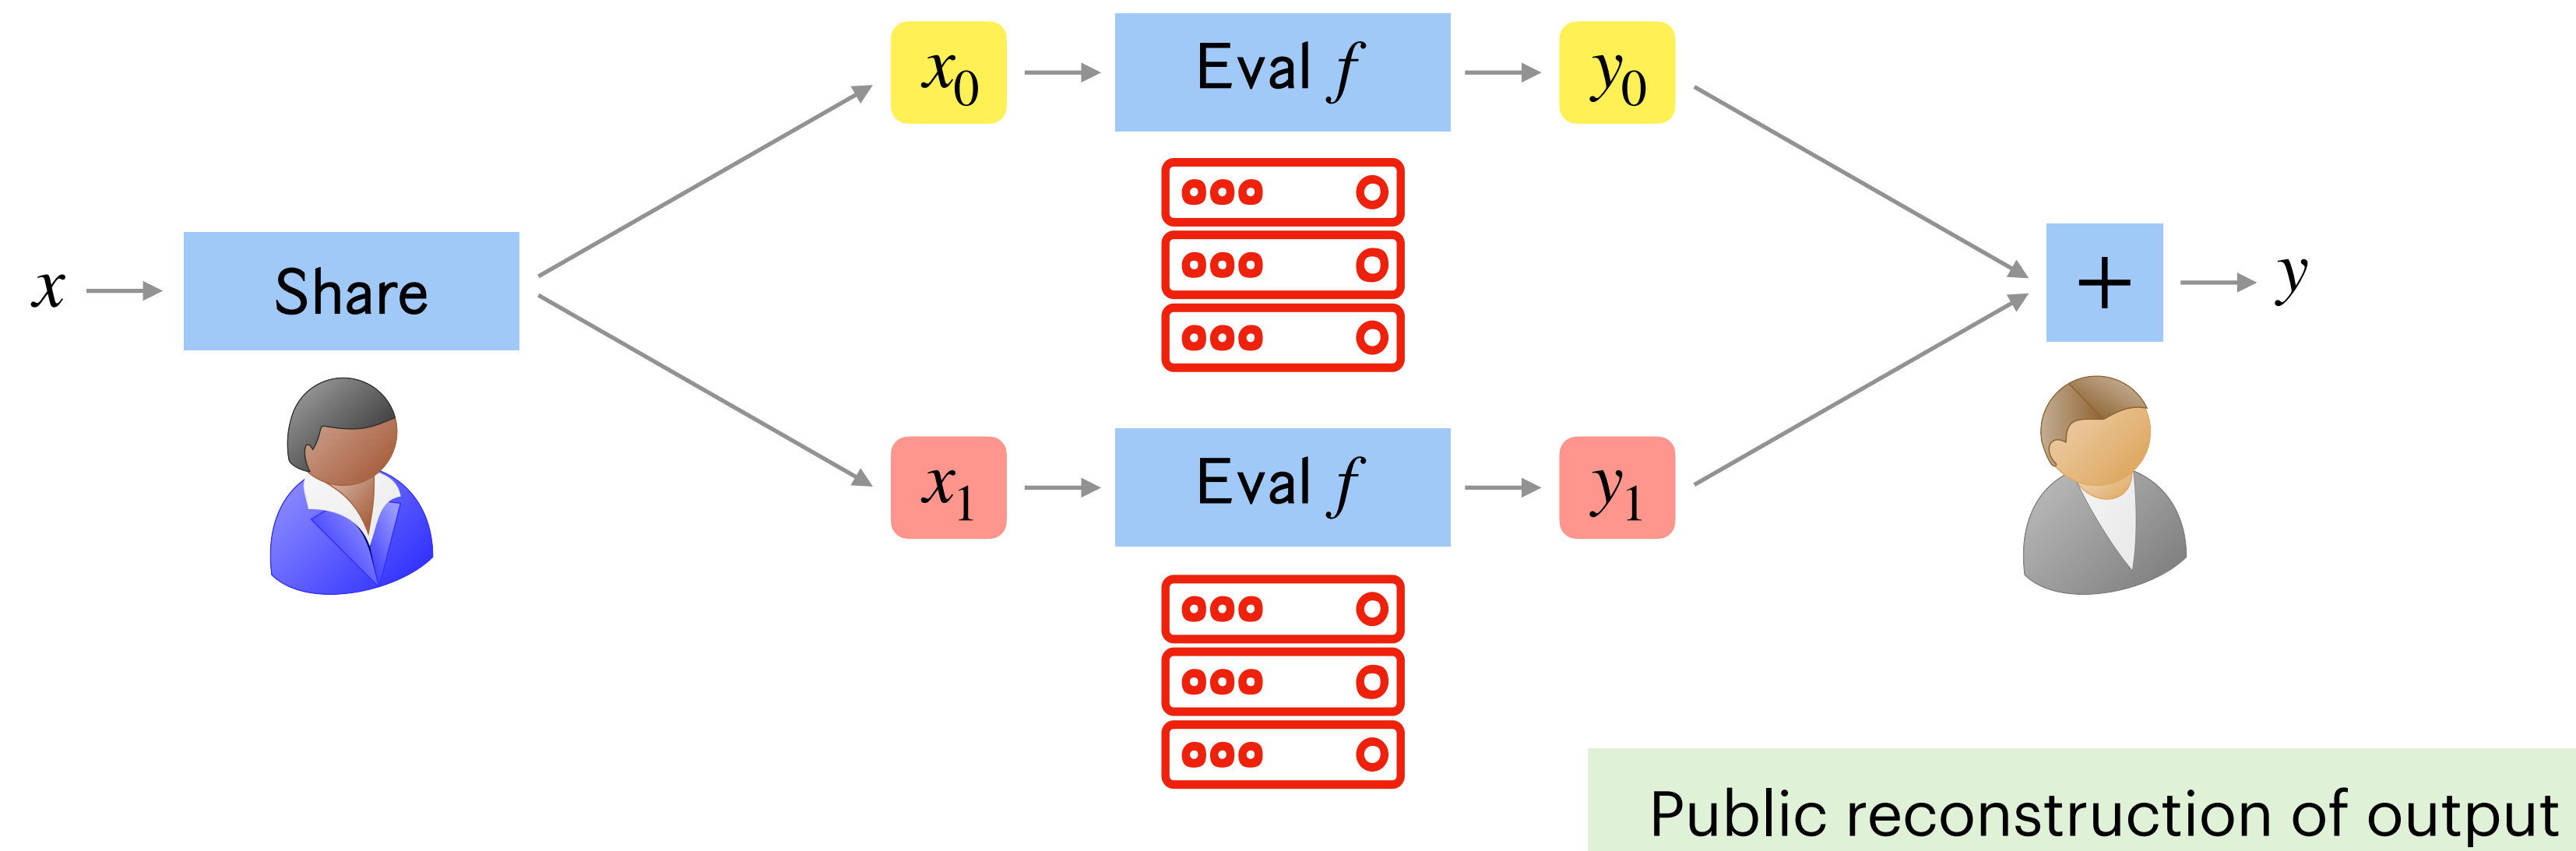 x
Share
x₀
Eval f
y₀
x₁
Eval f
y₁
+
y
Public reconstruction of output